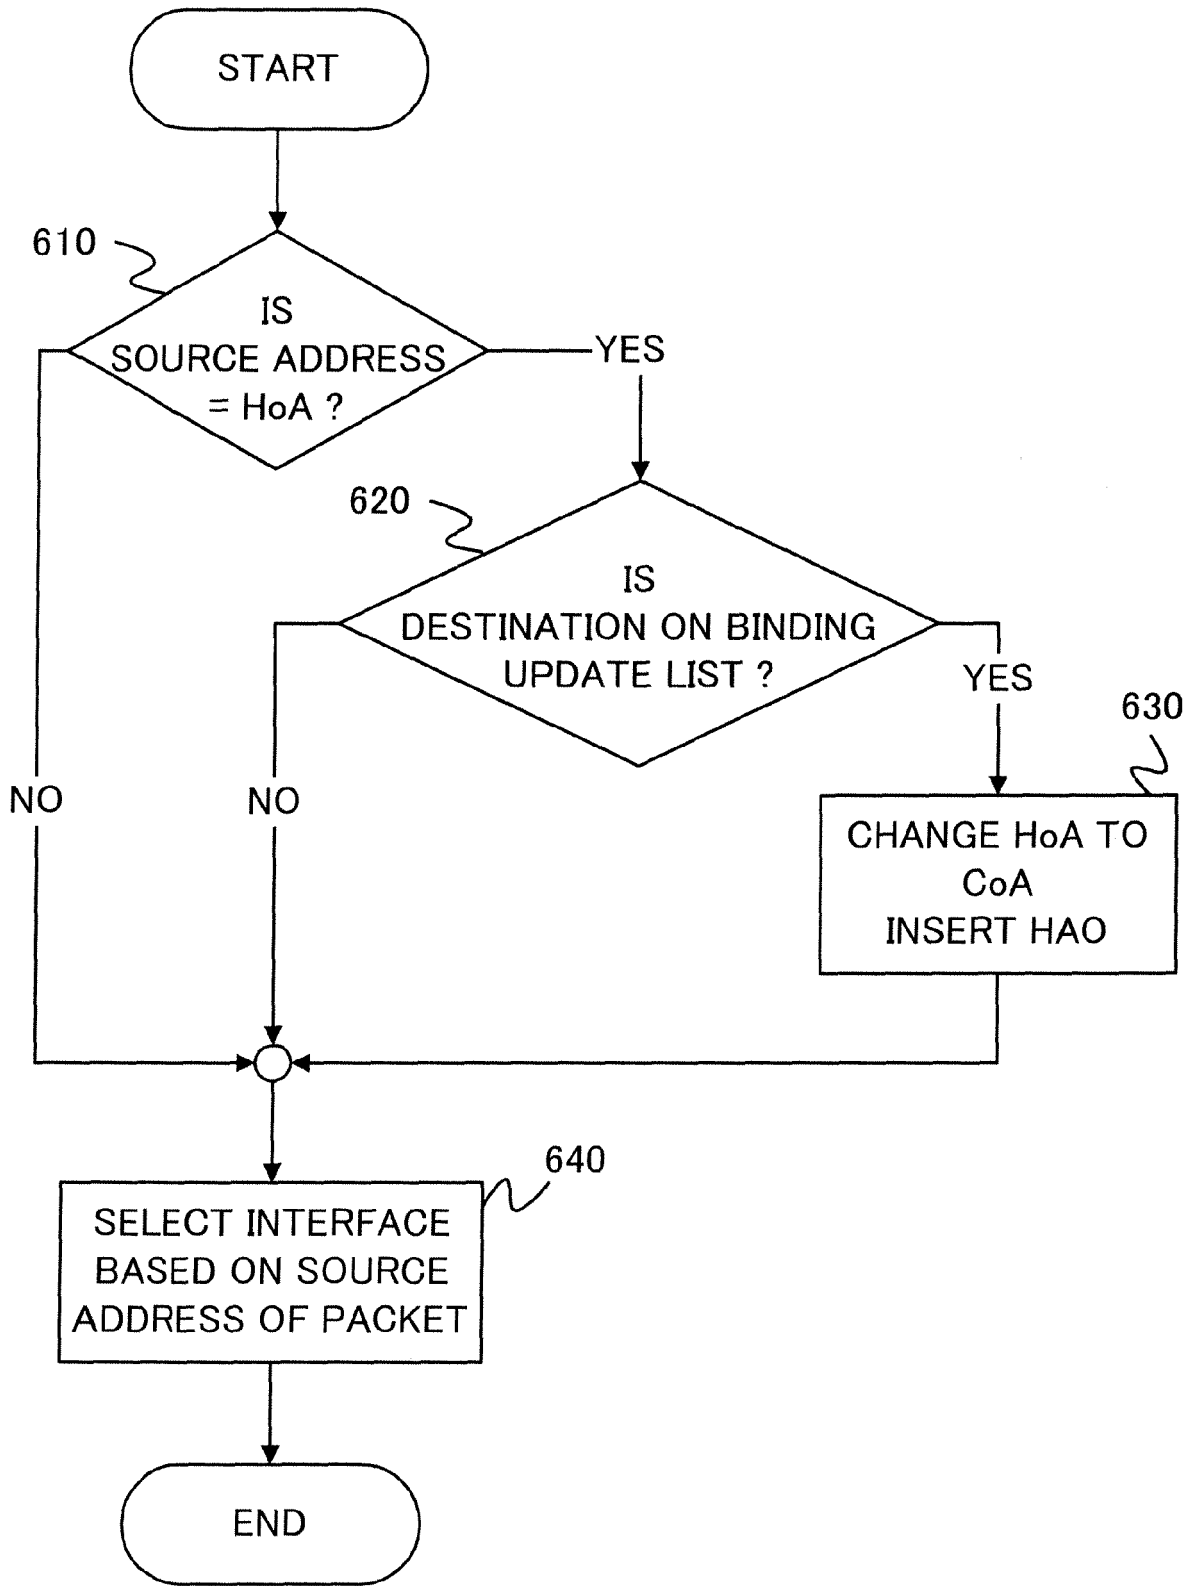 START
610
IS
SOURCE ADDRESS
= HoA ?
YES
620
IS
DESTINATION ON BINDING
UPDATE LIST ?
YES
630
NO
NO
CHANGE HoA TO
CoA
INSERT HAO
640
SELECT INTERFACE
BASED ON SOURCE
ADDRESS OF PACKET
END